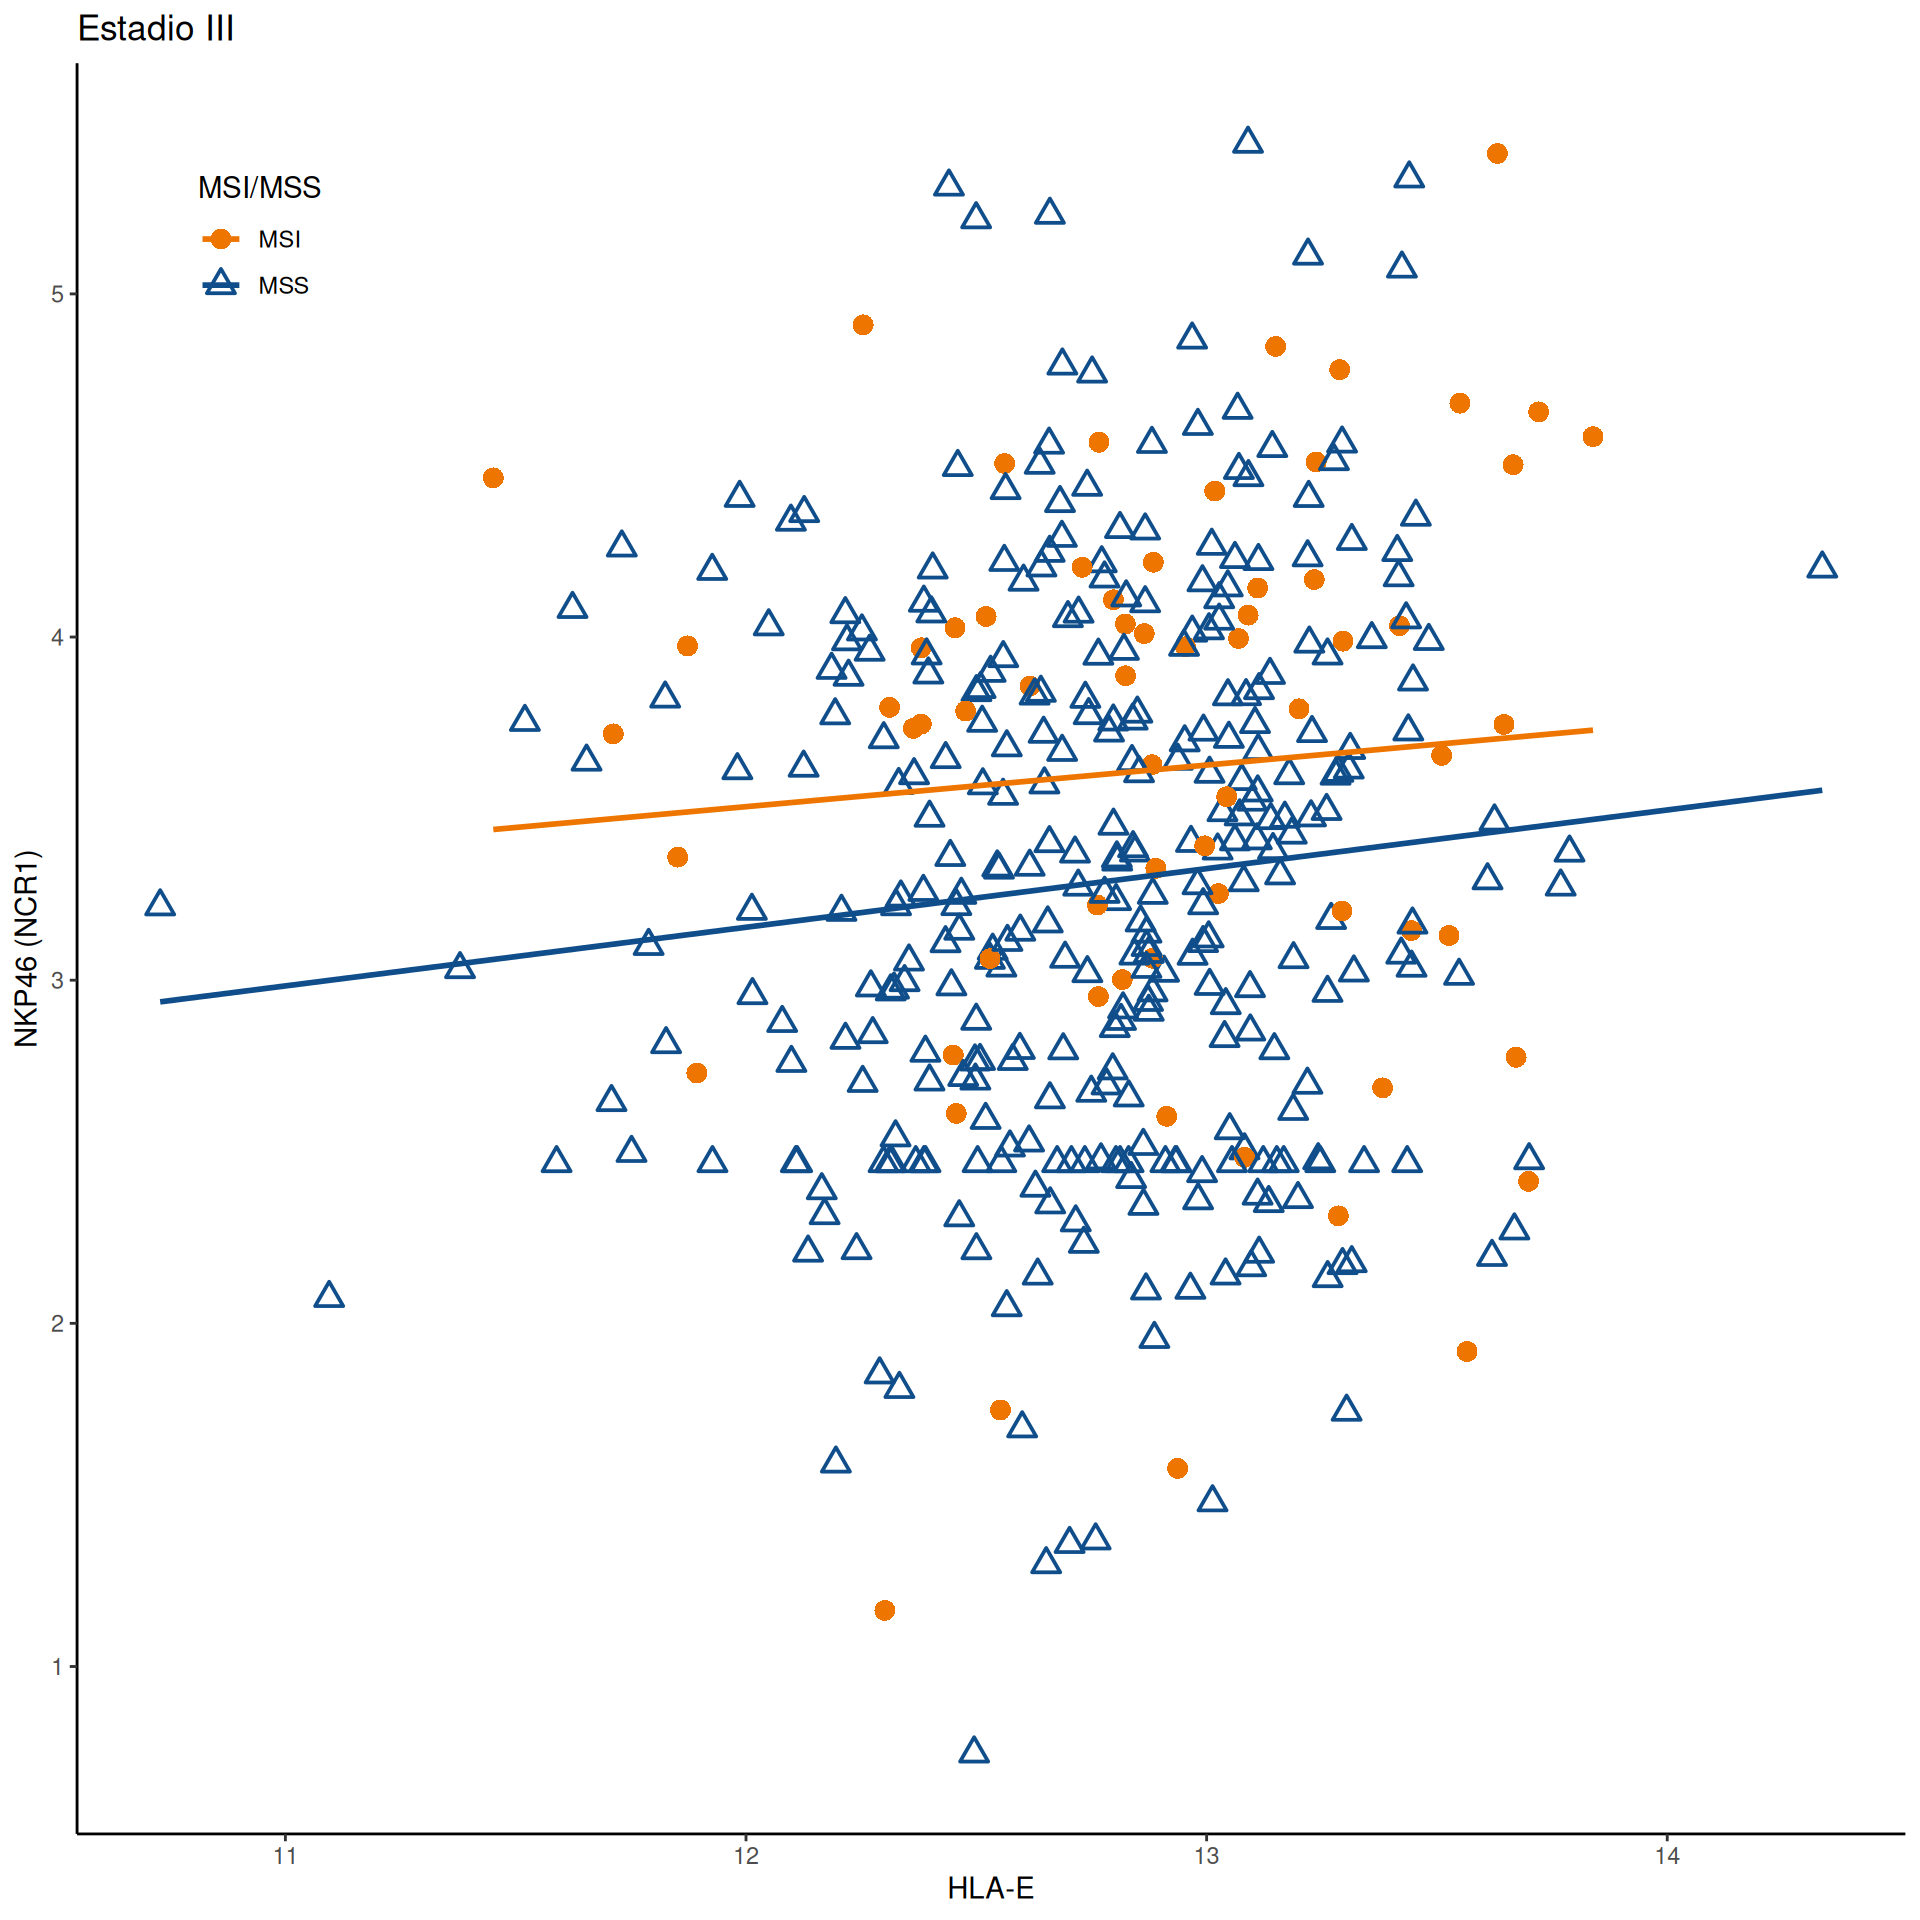 Estadio III
MSI/MSS
MSI
MSS
NKP46 (NCR1)
5
4
3
2
1
11
12
13
14
HLA-E